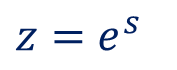 z = e^s